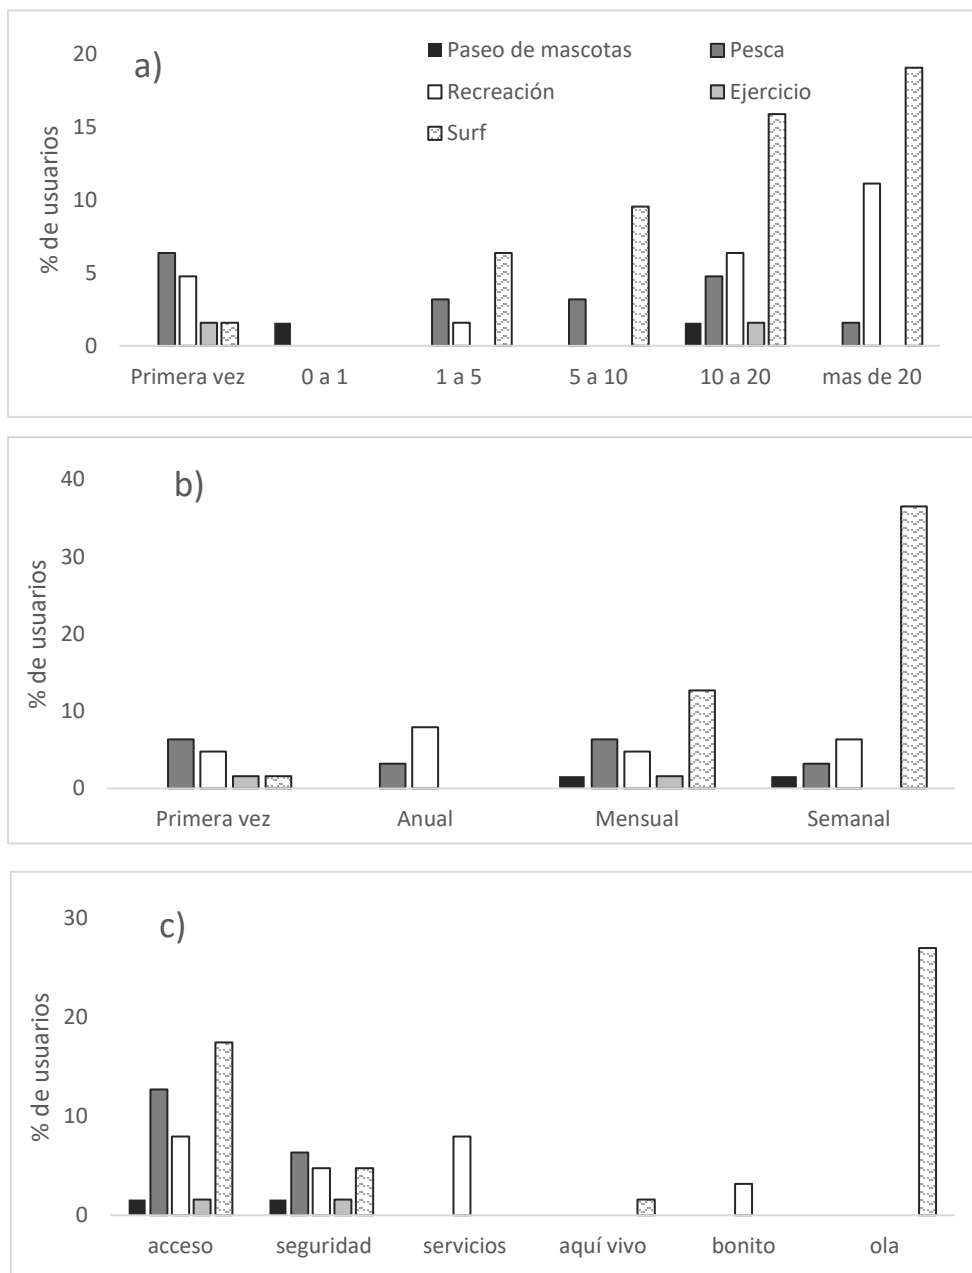 a)
Paseo de mascotas Pesca
Recreación Ejercicio
Surf
% de usuarios
20
15
10
5
0
Primera vez 0 a 1 1 a 5 5 a 10 10 a 20 mas de 20
b)
% de usuarios
40
30
20
10
0
Primera vez Anual Mensual Semanal
c)
% de usuarios
30
20
10
0
acceso seguridad servicios aquí vivo bonito ola